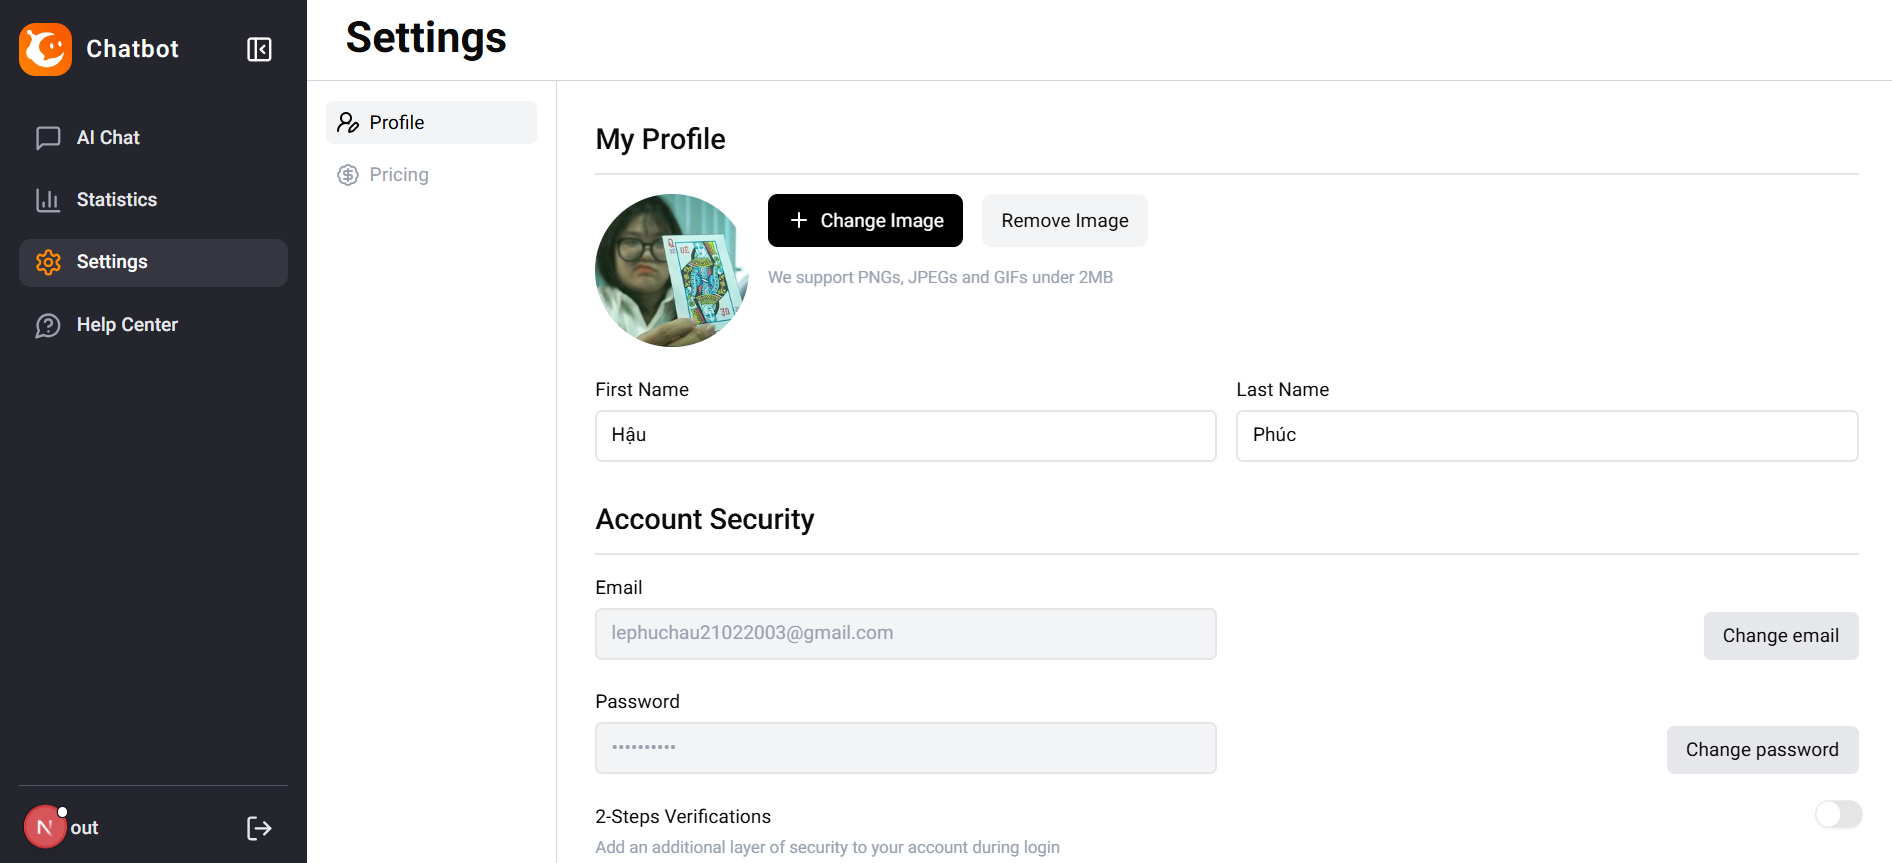 Chatbot
AI Chat
Statistics
Settings
Help Center
N out
Settings
Profile
Pricing
My Profile
Change Image
Remove Image
We support PNGs, JPEGs and GIFs under 2MB
First Name
Last Name
Hậu
Phúc
Account Security
Email
lephuchau21022003@gmail.com
Change email
Password
••••••••••
Change password
2-Steps Verifications
Add an additional layer of security to your account during login